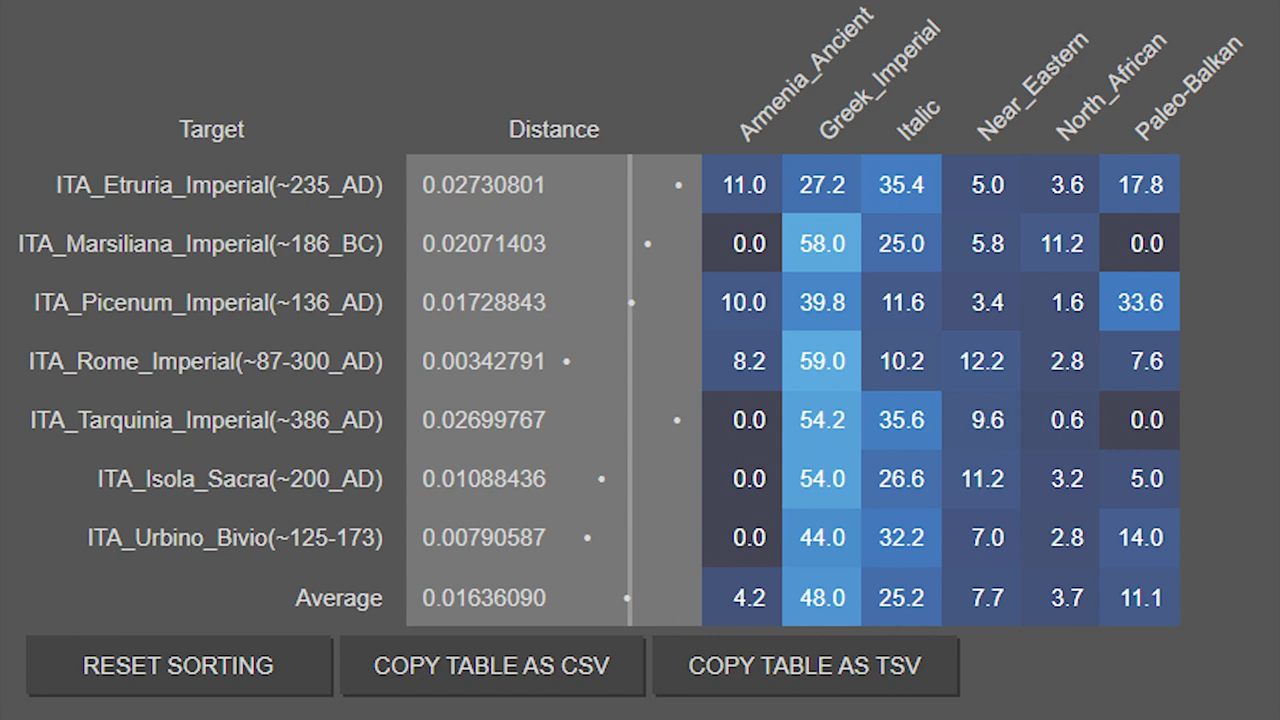 Target Distance Armenia_Ancient Greek_Imperial Italic Near_Eastern North_African Paleo-Balkan
ITA_Etruria_Imperial(~235_AD) 0.02730801 11.0 27.2 35.4 5.0 3.6 17.8
ITA_Marsiliana_Imperial(~186_BC) 0.02071403 0.0 58.0 25.0 5.8 11.2 0.0
ITA_Picenum_Imperial(~136_AD) 0.01728843 10.0 39.8 11.6 3.4 1.6 33.6
ITA_Rome_Imperial(~87-300_AD) 0.00342791 8.2 59.0 10.2 12.2 2.8 7.6
ITA_Tarquinia_Imperial(~386_AD) 0.02699767 0.0 54.2 35.6 9.6 0.6 0.0
ITA_Isola_Sacra(~200_AD) 0.01088436 0.0 54.0 26.6 11.2 3.2 5.0
ITA_Urbino_Bivio(~125-173) 0.00790587 0.0 44.0 32.2 7.0 2.8 14.0
Average 0.01636090 4.2 48.0 25.2 7.7 3.7 11.1
RESET SORTING COPY TABLE AS CSV COPY TABLE AS TSV